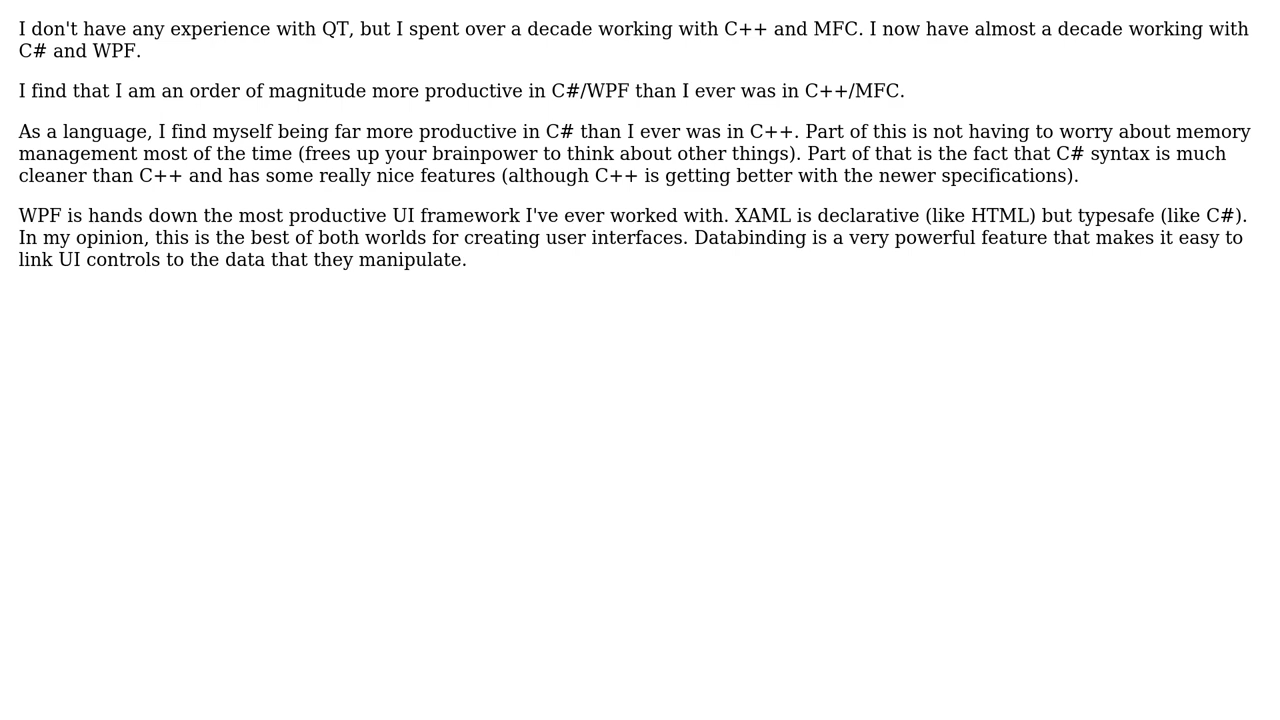 I don't have any experience with QT, but I spent over a decade working with C++ and MFC. I now have almost a decade working with
C# and WPF.
I find that I am an order of magnitude more productive in C#/WPF than I ever was in C++/MFC.
As a language, I find myself being far more productive in C# than I ever was in C++. Part of this is not having to worry about memory
management most of the time (frees up your brainpower to think about other things). Part of that is the fact that C# syntax is much
cleaner than C++ and has some really nice features (although C++ is getting better with the newer specifications).
WPF is hands down the most productive UI framework I've ever worked with. XAML is declarative (like HTML) but typesafe (like C#).
In my opinion, this is the best of both worlds for creating user interfaces. Databinding is a very powerful feature that makes it easy to
link UI controls to the data that they manipulate.